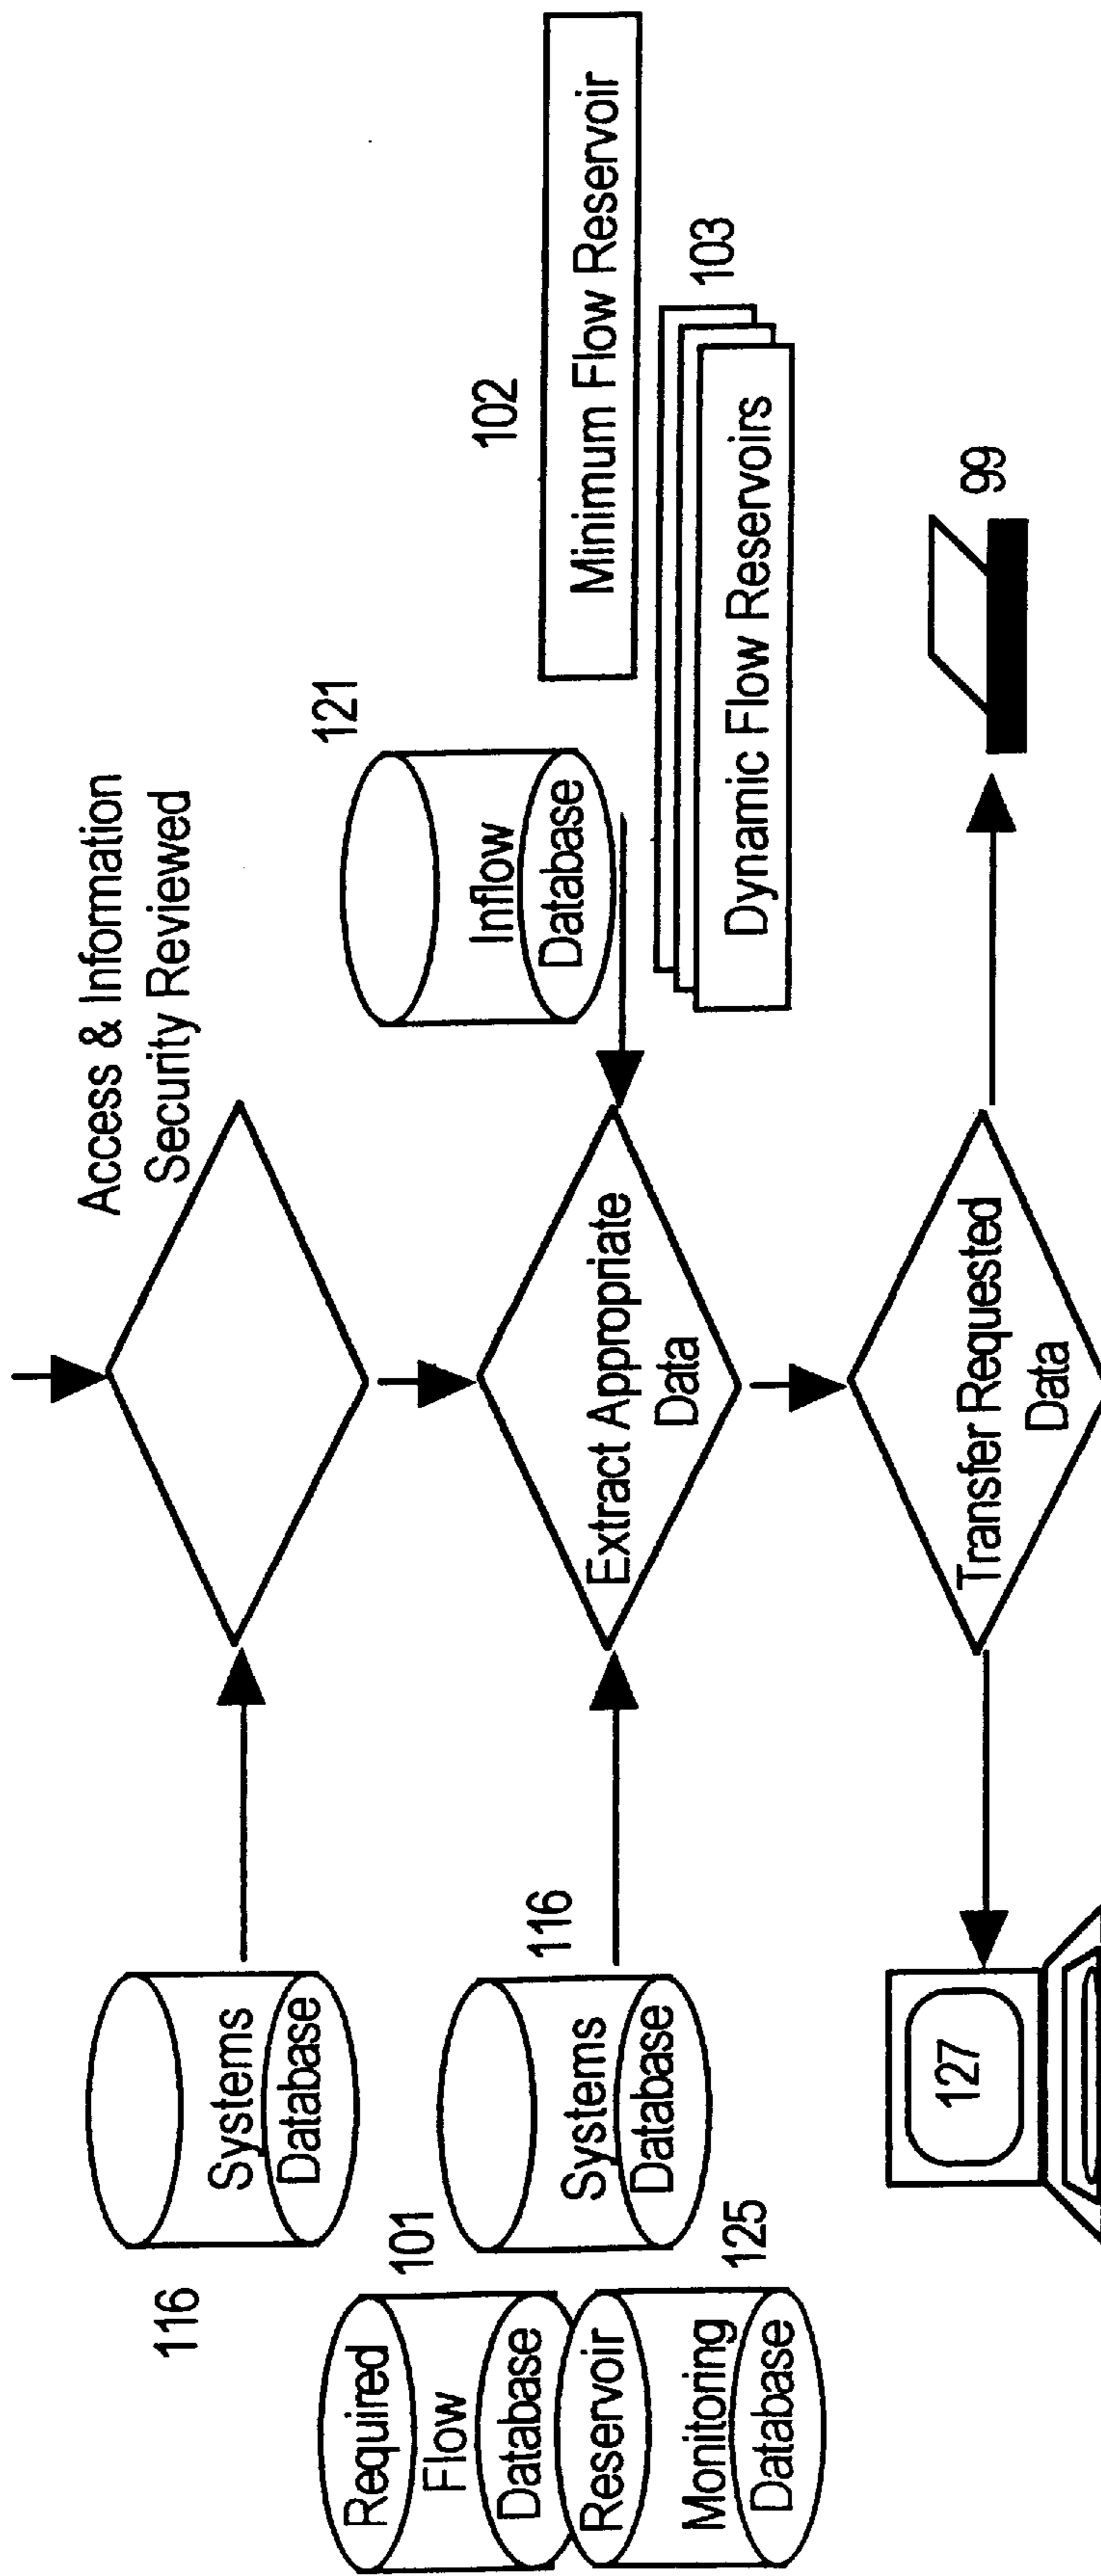 Access & Information
Security Reviewed
116
Systems
Database
101
Required
Flow
Database
Reservoir
Monitoring
Database
125
116
Systems
Database
Extract Appropriate
Data
121
Inflow
Database
102
Minimum Flow Reservoir
103
Dynamic Flow Reservoirs
127
Transfer Requested
Data
99